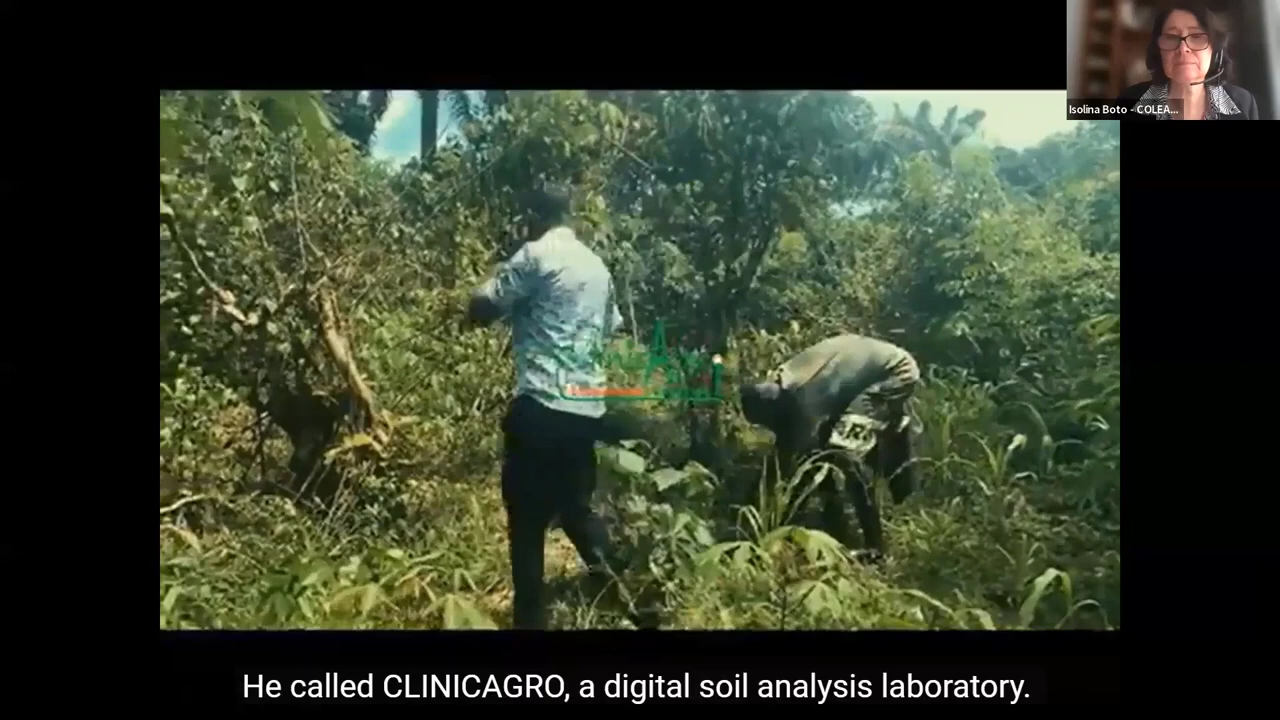 Isolina Boto - COLEA...
He called CLINICAGRO, a digital soil analysis laboratory.